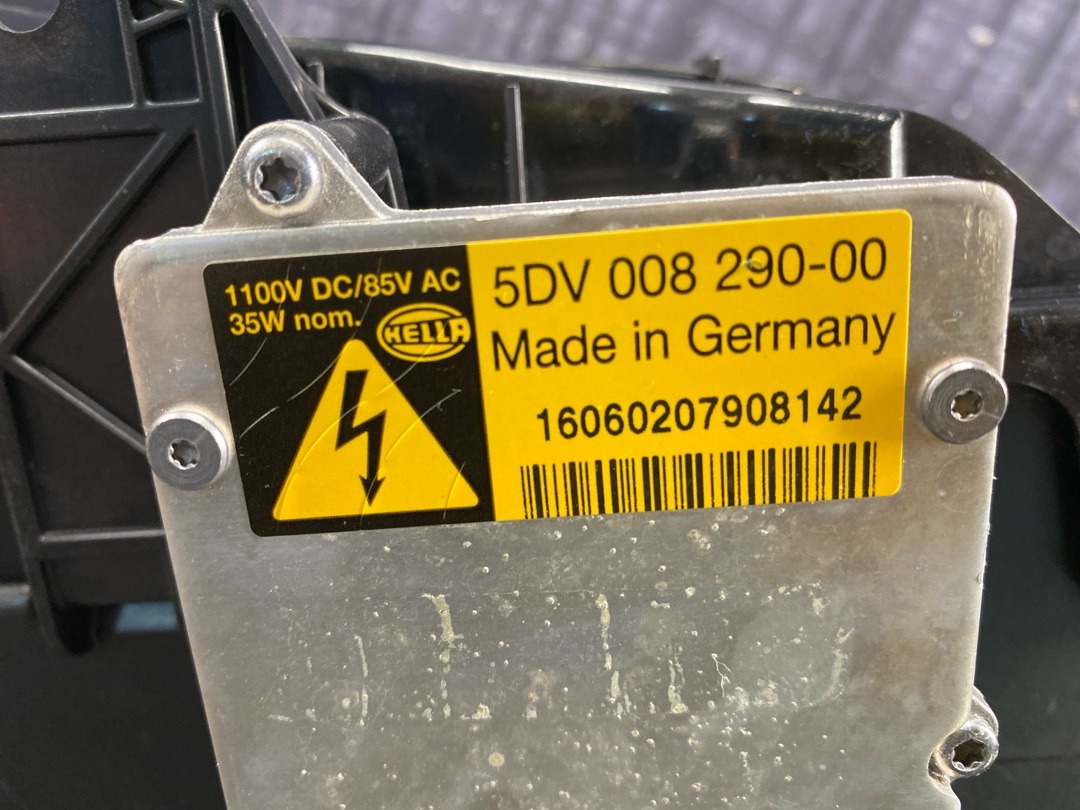 1100V DC/85V AC
35W nom.
HELLA
5DV 008 290-00
Made in Germany
16060207908142